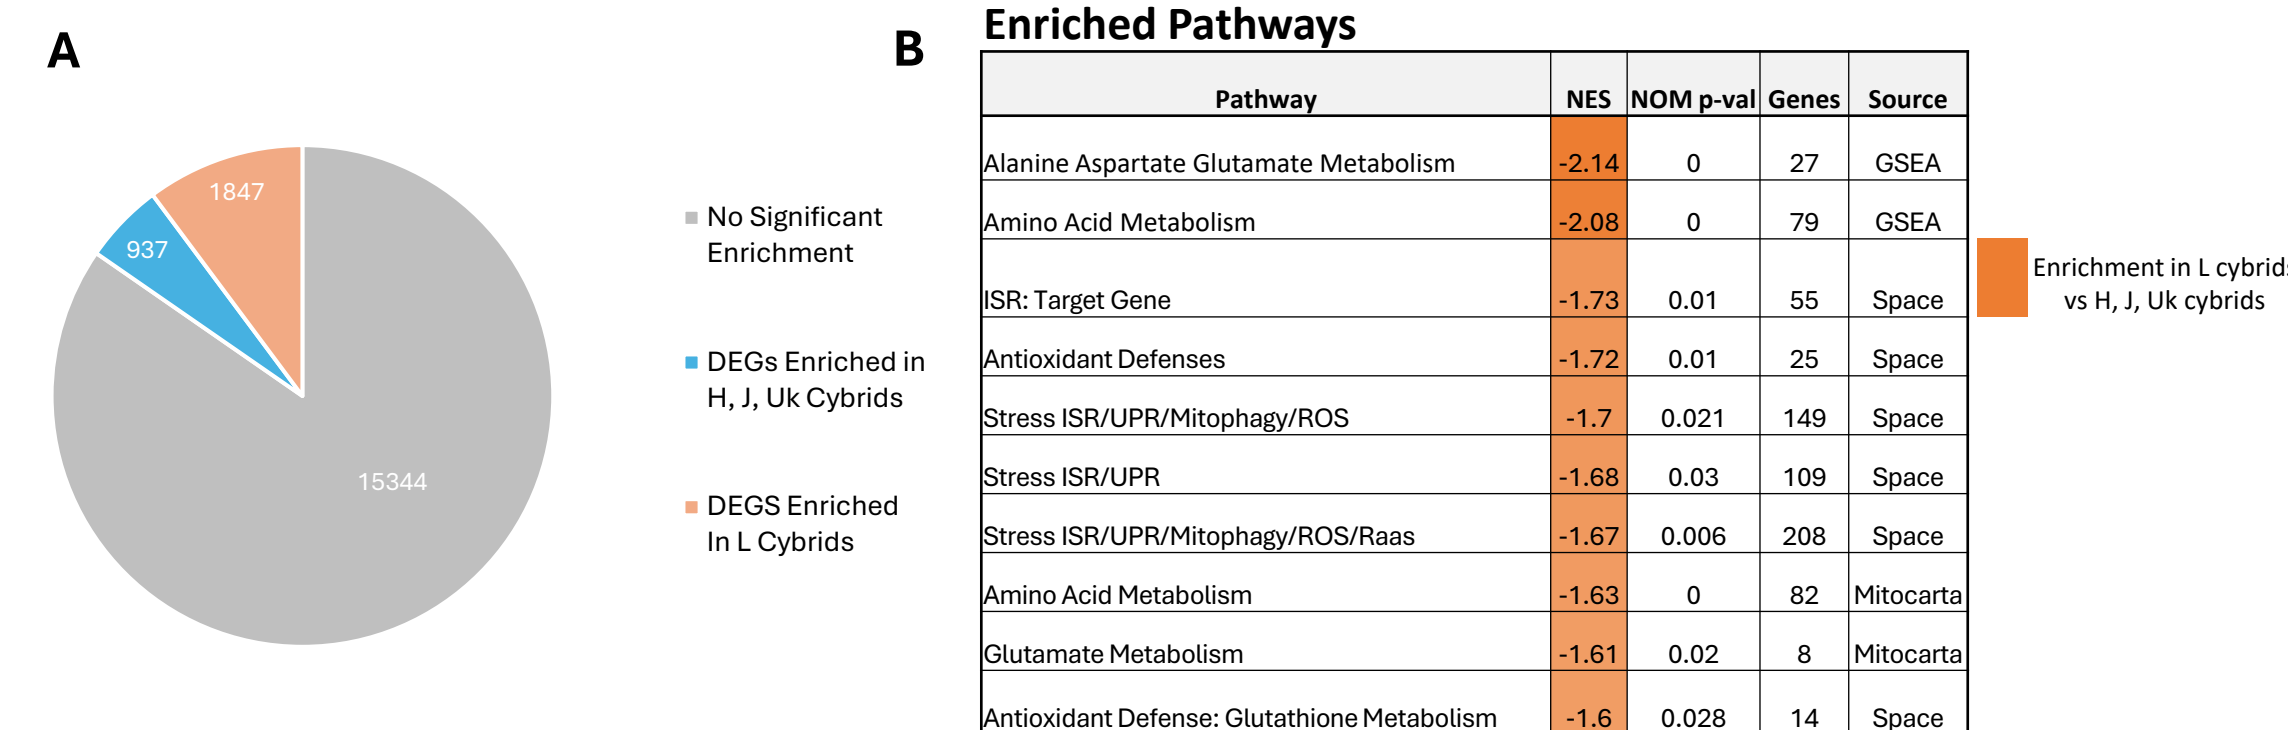 A
1847
937
15344
No Significant
Enrichment
DEGs Enriched in
H, J, Uk Cybrids
DEGS Enriched
In L Cybrids
B
Enriched Pathways
Pathway NES NOM p-val Genes Source
Alanine Aspartate Glutamate Metabolism -2.14 0 27 GSEA
Amino Acid Metabolism -2.08 0 79 GSEA
ISR: Target Gene -1.73 0.01 55 Space
Antioxidant Defenses -1.72 0.01 25 Space
Stress ISR/UPR/Mitophagy/ROS -1.7 0.021 149 Space
Stress ISR/UPR -1.68 0.03 109 Space
Stress ISR/UPR/Mitophagy/ROS/Raas -1.67 0.006 208 Space
Amino Acid Metabolism -1.63 0 82 Mitocarta
Glutamate Metabolism -1.61 0.02 8 Mitocarta
Antioxidant Defense: Glutathione Metabolism -1.6 0.028 14 Space
Enrichment in L cybrids
vs H, J, Uk cybrids